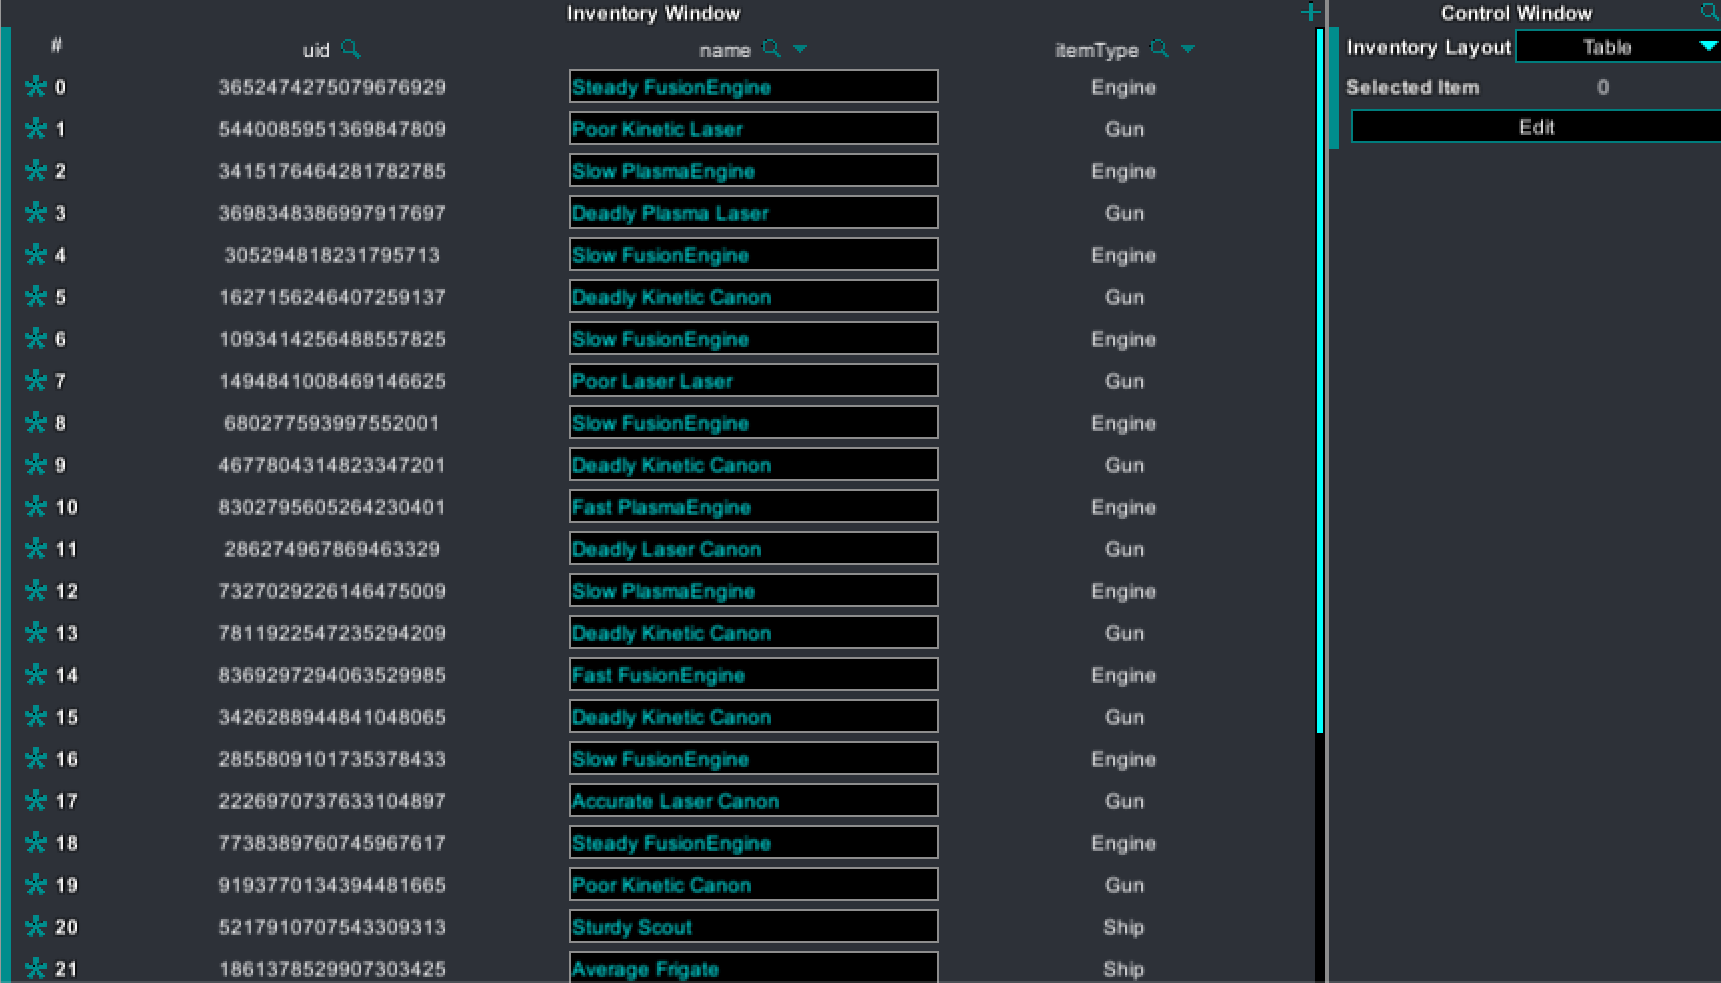 Inventory Window
Control Window
# uid name itemType
Inventory Layout Table
0 3652474275079676929 Steady FusionEngine Engine
Selected Item 0
1 5440085951369847809 Poor Kinetic Laser Gun
Edit
2 3415176464281782785 Slow PlasmaEngine Engine
3 3698348386997917697 Deadly Plasma Laser Gun
4 305294818231795713 Slow FusionEngine Engine
5 1627156246407259137 Deadly Kinetic Canon Gun
6 1093414256488557825 Slow FusionEngine Engine
7 1494841008469146625 Poor Laser Laser Gun
8 680277593997552001 Slow FusionEngine Engine
9 4677804314823347201 Deadly Kinetic Canon Gun
10 8302795605264230401 Fast PlasmaEngine Engine
11 286274967869463329 Deadly Laser Canon Gun
12 7327029226146475009 Slow PlasmaEngine Engine
13 7811922547235294209 Deadly Kinetic Canon Gun
14 8369297294063529985 Fast FusionEngine Engine
15 3426288944841048065 Deadly Kinetic Canon Gun
16 2855809101735378433 Slow FusionEngine Engine
17 2226970737633104897 Accurate Laser Canon Gun
18 7738389760745967617 Steady FusionEngine Engine
19 9193770134394481665 Poor Kinetic Canon Gun
20 5217910707543309313 Sturdy Scout Ship
21 1861378529907303425 Average Frigate Ship